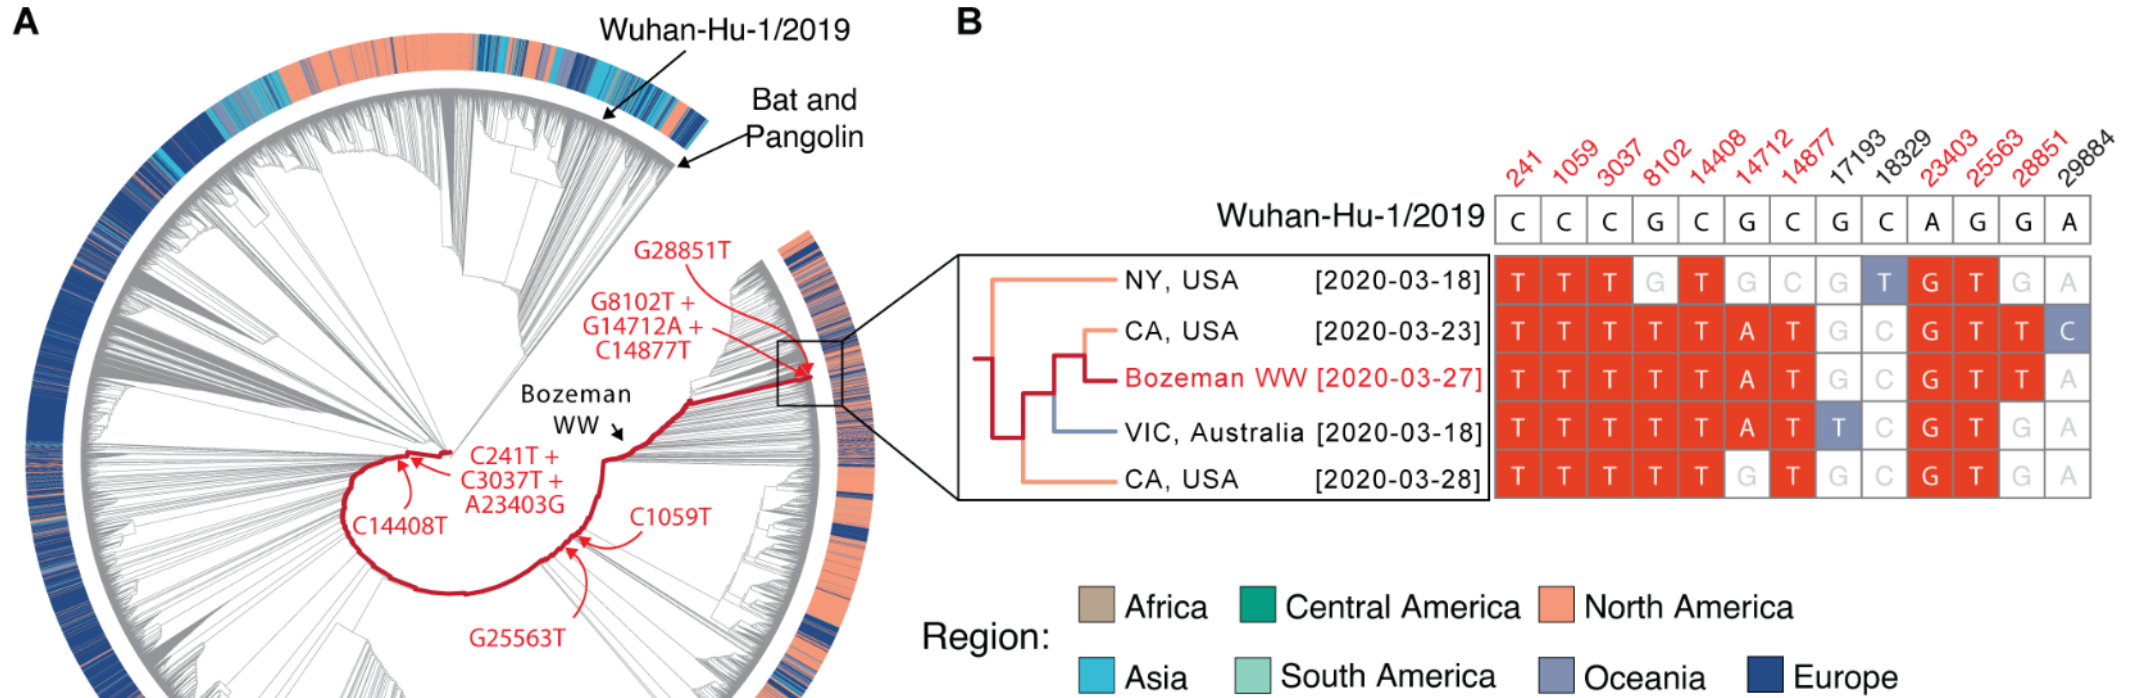 A
Wuhan-Hu-1/2019
Bat and
Pangolin
G28851T
G8102T +
G14712A +
C14877T
Bozeman
WW
C241T +
C3037T +
A23403G
C14408T
C1059T
G25563T
B
241 1059 3037 8102 14408 14712 14877 17193 18329 23403 25563 28851 29884
Wuhan-Hu-1/2019 C C C G C G C G C A G G A
NY, USA [2020-03-18] T T T G T G C G T G T G A
CA, USA [2020-03-23] T T T T T A T G C G T T C
Bozeman WW [2020-03-27] T T T T T A T G C G T T A
VIC, Australia [2020-03-18] T T T T T A T T C G T G A
CA, USA [2020-03-28] T T T T T G T G C G T G A
Region:
Africa Central America North America
Asia South America Oceania Europe